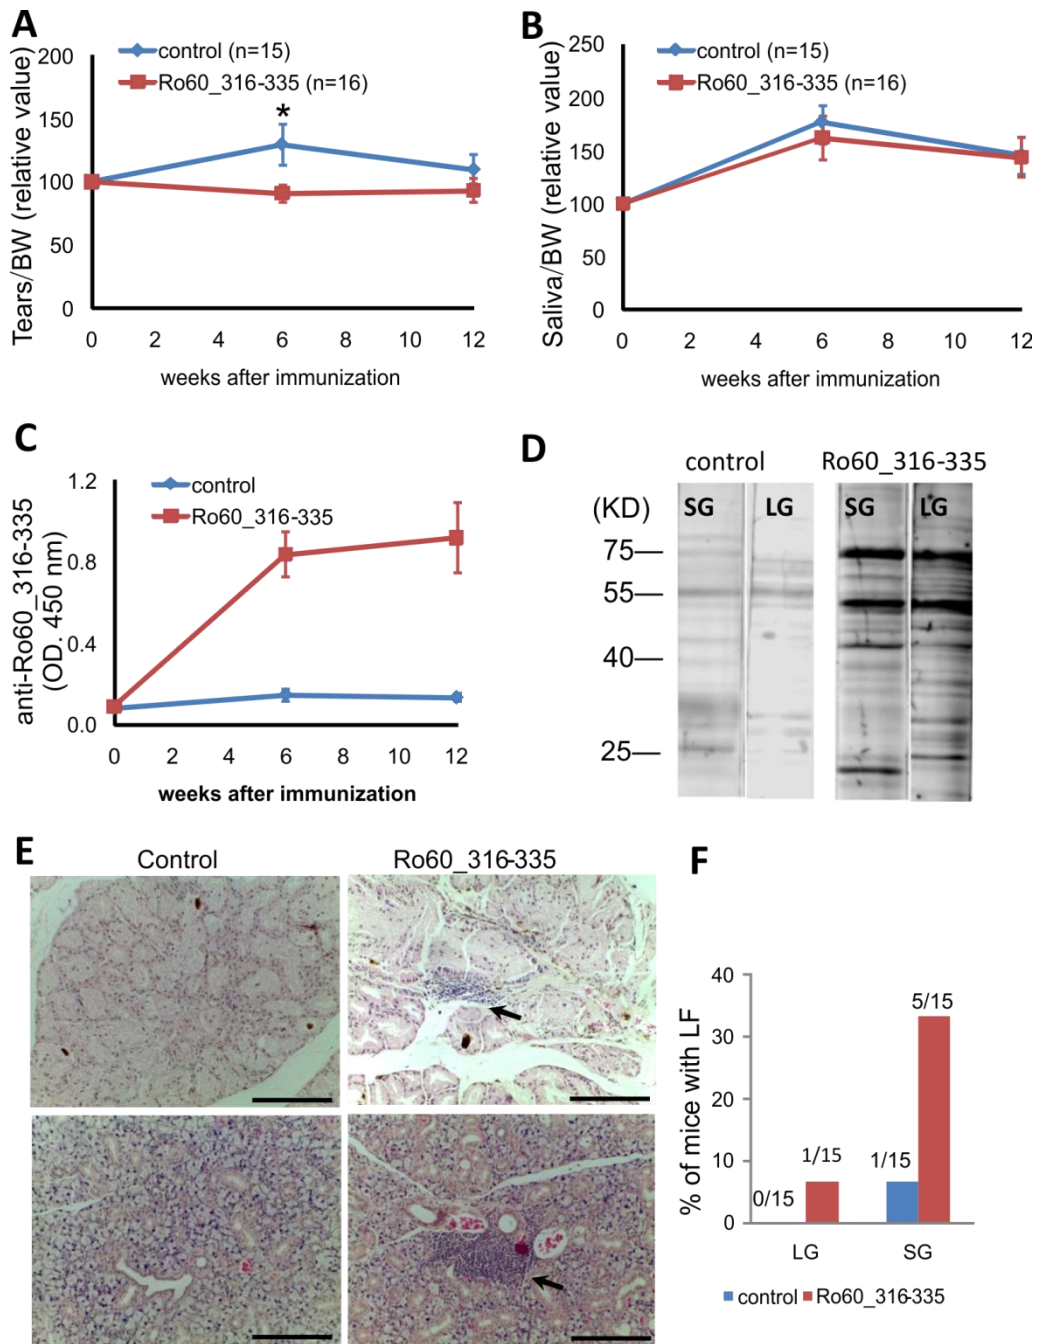 A
control (n=15)
Ro60_316-335 (n=16)
Tears/BW (relative value)
200
150
100
50
0
*
0 2 4 6 8 10 12
weeks after immunization
B
control (n=15)
Ro60_316-335 (n=16)
Saliva/BW (relative value)
250
200
150
100
50
0
0 2 4 6 8 10 12
weeks after immunization
C
control
Ro60_316-335
anti-Ro60_316-335
(OD. 450 nm)
1.2
0.8
0.4
0.0
0 2 4 6 8 10 12
weeks after immunization
D
control Ro60_316-335
(KD) SG LG SG LG
75
55
40
25
E
Control Ro60_316-335
F
% of mice with LF
40
30
20
10
0
0/15 1/15 1/15 5/15
LG SG
control Ro60_316-335